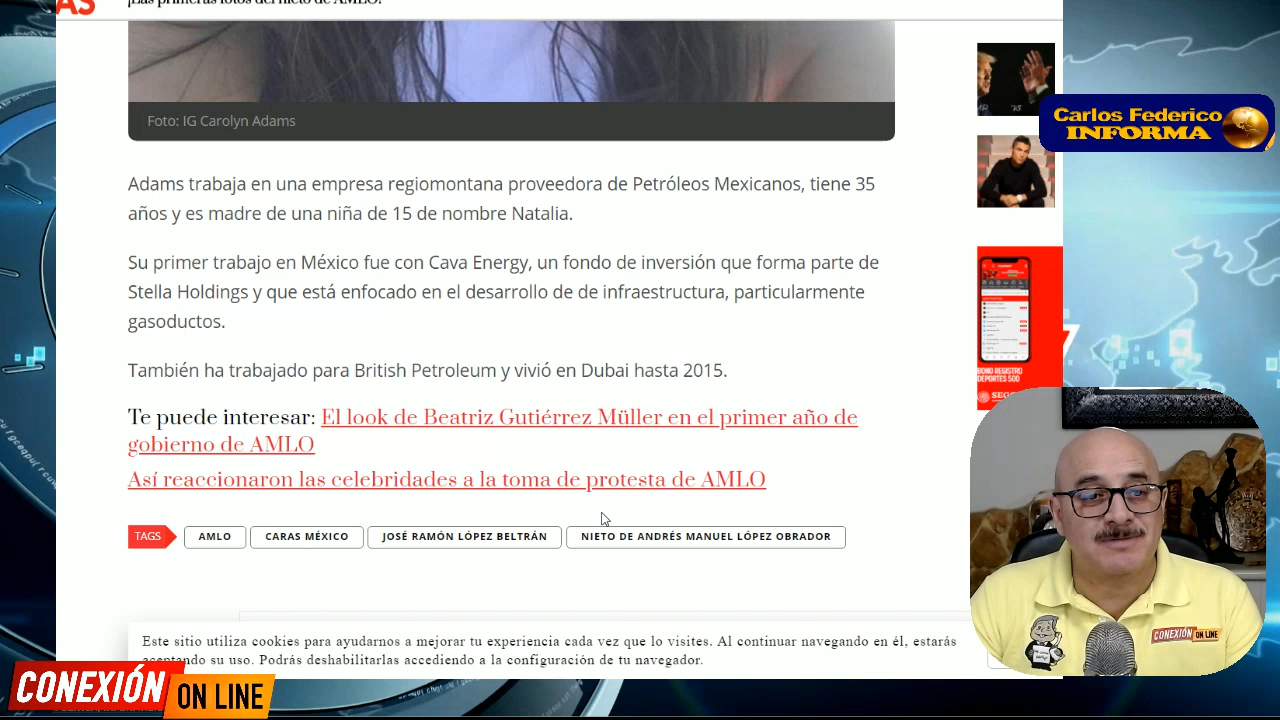 AS
¡Las primeras fotos del nieto de AMLO!
Foto: IG Carolyn Adams
Carlos Federico
INFORMA
Adams trabaja en una empresa regiomontana proveedora de Petróleos Mexicanos, tiene 35
años y es madre de una niña de 15 de nombre Natalia.
Su primer trabajo en México fue con Cava Energy, un fondo de inversión que forma parte de
Stella Holdings y que está enfocado en el desarrollo de de infraestructura, particularmente
gasoductos.
También ha trabajado para British Petroleum y vivió en Dubai hasta 2015.
Te puede interesar: El look de Beatriz Gutiérrez Müller en el primer año de
gobierno de AMLO
Así reaccionaron las celebridades a la toma de protesta de AMLO
TAGS
AMLO
CARAS MÉXICO
JOSÉ RAMÓN LÓPEZ BELTRÁN
NIETO DE ANDRÉS MANUEL LÓPEZ OBRADOR
BONO REGISTRO
DEPORTES 500
Este sitio utiliza cookies para ayudarnos a mejorar tu experiencia cada vez que lo visites. Al continuar navegando en él, estarás
aceptando su uso. Podrás deshabilitarlas accediendo a la configuración de tu navegador.
CONEXIÓN
ON LINE
CONEXIÓN ON LINE